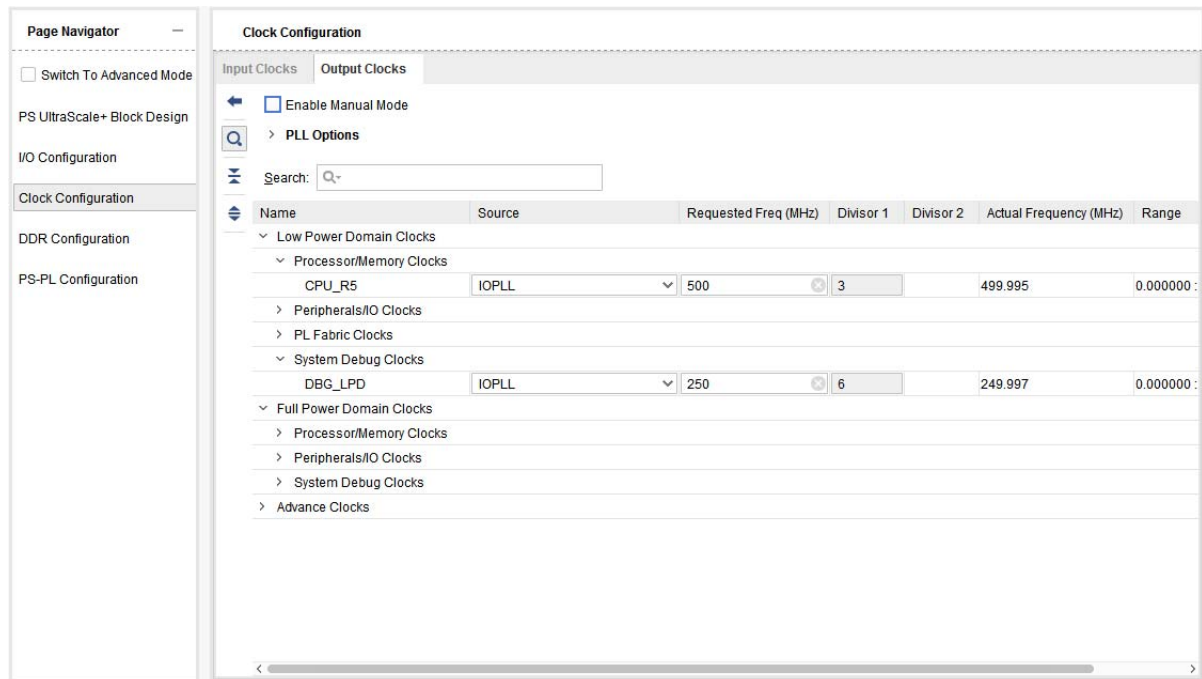 Page Navigator
Switch To Advanced Mode
PS UltraScale+ Block Design
I/O Configuration
Clock Configuration
DDR Configuration
PS-PL Configuration
Clock Configuration
Input Clocks Output Clocks
Enable Manual Mode
PLL Options
Search:
Name Source Requested Freq (MHz) Divisor 1 Divisor 2 Actual Frequency (MHz) Range
Low Power Domain Clocks
Processor/Memory Clocks
CPU_R5 IOPLL 500 3 499.995 0.000000 :
Peripherals/IO Clocks
PL Fabric Clocks
System Debug Clocks
DBG_LPD IOPLL 250 6 249.997 0.000000 :
Full Power Domain Clocks
Processor/Memory Clocks
Peripherals/IO Clocks
System Debug Clocks
Advance Clocks